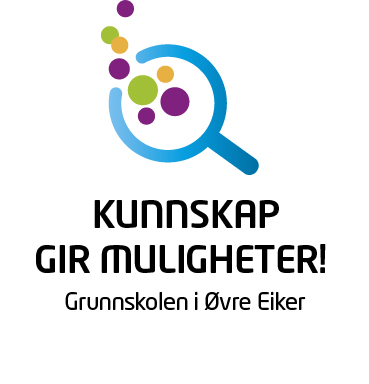 KUNNSKAP
GIR MULIGHETER!
Grunnskolen i Øvre Eiker